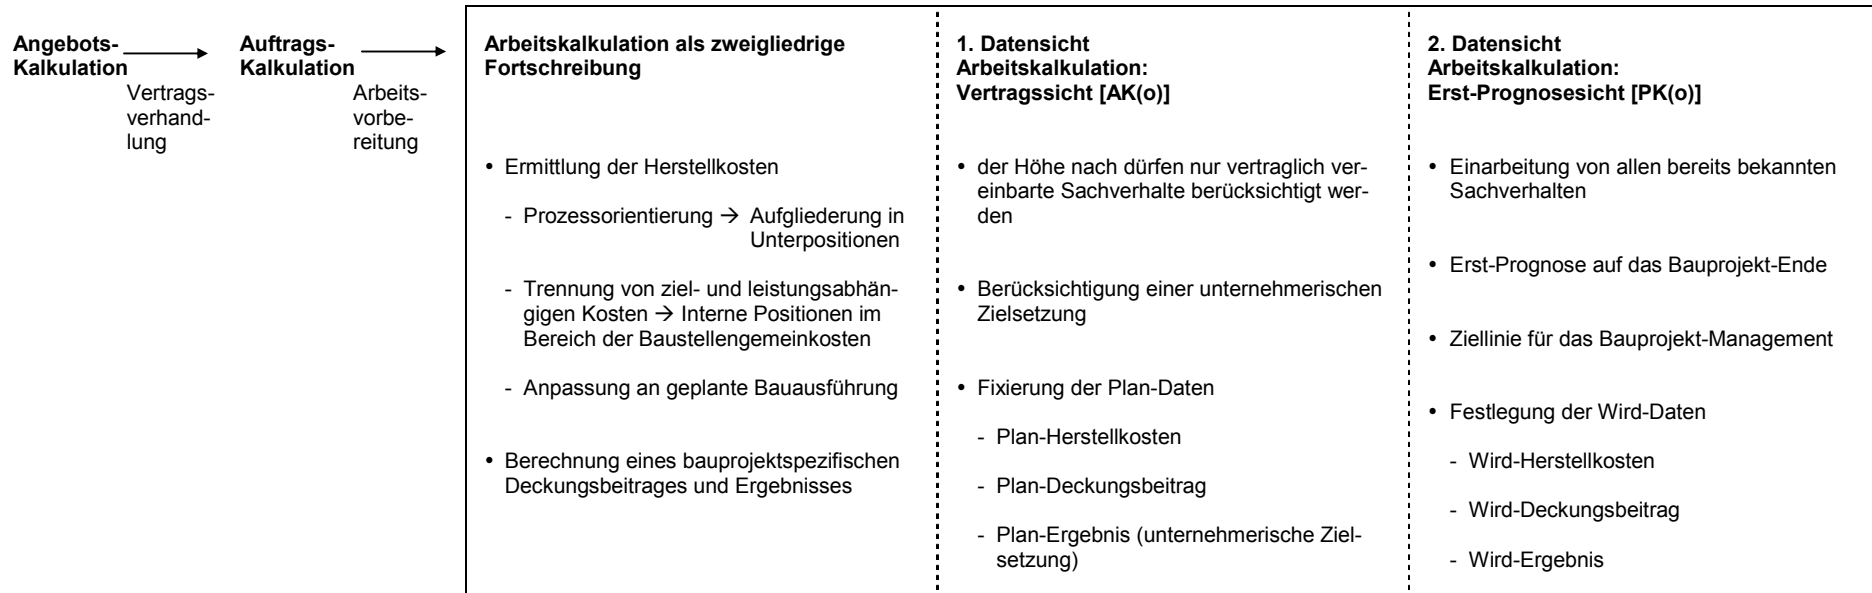 Angebots-
Kalkulation
Vertrags-
verhand-
lung
Auftrags-
Kalkulation
Arbeits-
vorbe-
reitung
Arbeitskalkulation als zweigliedrige
Fortschreibung
• Ermittlung der Herstellkosten
- Prozessorientierung → Aufgliederung in
Unterpositionen
- Trennung von ziel- und leistungsabhän-
gigen Kosten → Interne Positionen im
Bereich der Baustellengemeinkosten
- Anpassung an geplante Bauausführung
• Berechnung eines bauprojektspezifischen
Deckungsbeitrages und Ergebnisses
1. Datensicht
Arbeitskalkulation:
Vertragssicht [AK(o)]
• der Höhe nach dürfen nur vertraglich ver-
einbarte Sachverhalte berücksichtigt wer-
den
• Berücksichtigung einer unternehmerischen
Zielsetzung
• Fixierung der Plan-Daten
- Plan-Herstellkosten
- Plan-Deckungsbeitrag
- Plan-Ergebnis (unternehmerische Ziel-
setzung)
2. Datensicht
Arbeitskalkulation:
Erst-Prognosesicht [PK(o)]
• Einarbeitung von allen bereits bekannten
Sachverhalten
• Erst-Prognose auf das Bauprojekt-Ende
• Ziellinie für das Bauprojekt-Management
• Festlegung der Wird-Daten
- Wird-Herstellkosten
- Wird-Deckungsbeitrag
- Wird-Ergebnis